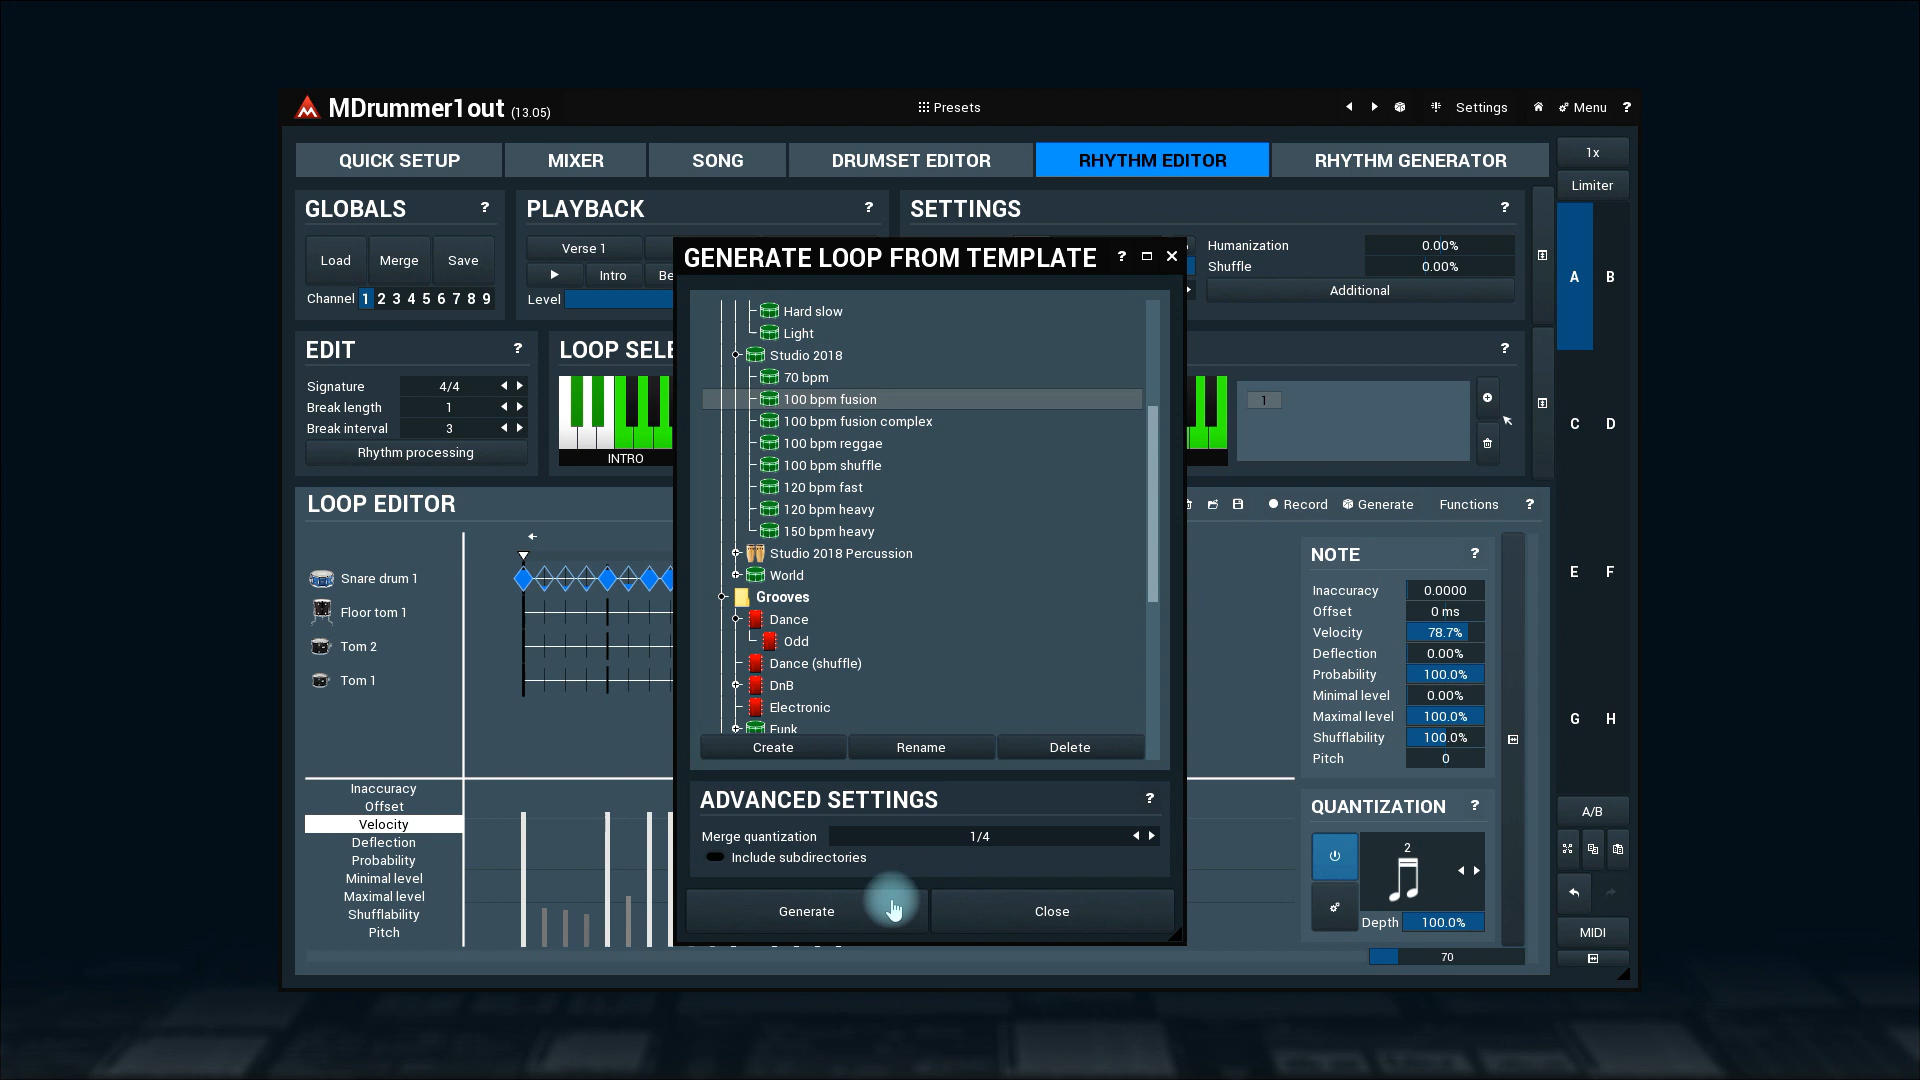 MDrummer1out (13.05)
Presets
Settings
Menu ?
QUICK SETUP
MIXER
SONG
DRUMSET EDITOR
RHYTHM EDITOR
RHYTHM GENERATOR
1x
Limiter
GLOBALS ?
Load
Merge
Save
Channel 1 2 3 4 5 6 7 8 9
PLAYBACK ?
Verse 1
Intro
Level
SETTINGS ?
Humanization 0.00%
Shuffle 0.00%
Additional
EDIT ?
Signature 4/4
Break length 1
Break interval 3
Rhythm processing
LOOP SELE
INTRO
?
1
GENERATE LOOP FROM TEMPLATE ?
Hard slow
Light
Studio 2018
70 bpm
100 bpm fusion
100 bpm fusion complex
100 bpm reggae
100 bpm shuffle
120 bpm fast
120 bpm heavy
150 bpm heavy
Studio 2018 Percussion
World
Grooves
Dance
Odd
Dance (shuffle)
DnB
Electronic
Funk
Create
Rename
Delete
ADVANCED SETTINGS ?
Merge quantization 1/4
Include subdirectories
Generate
Close
LOOP EDITOR
Record
Generate
Functions
?
Snare drum 1
Floor tom 1
Tom 2
Tom 1
Inaccuracy
Offset
Velocity
Deflection
Probability
Minimal level
Maximal level
Shufflability
Pitch
NOTE ?
Inaccuracy 0.0000
Offset 0 ms
Velocity 78.7%
Deflection 0.00%
Probability 100.0%
Minimal level 0.00%
Maximal level 100.0%
Shufflability 100.0%
Pitch 0
QUANTIZATION ?
2
Depth 100.0%
70
A B
C D
E F
G H
A/B
MIDI